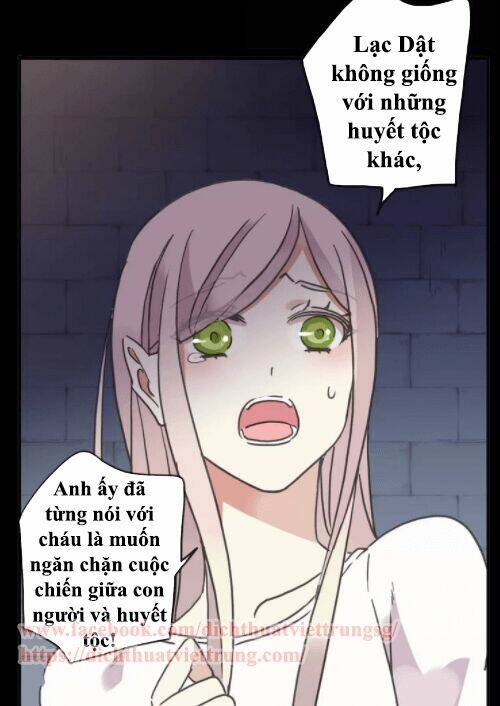 Lạc Dật
không giống
với những
huyết tộc
khác,
Anh ấy đã
từng nói với
cháu là muốn
ngăn chặn cuộc
chiến giữa con
người và huyết
tộc!
www.facebook.com/dichthuatviettrungsg/
https://dichthuatviettrung.com/